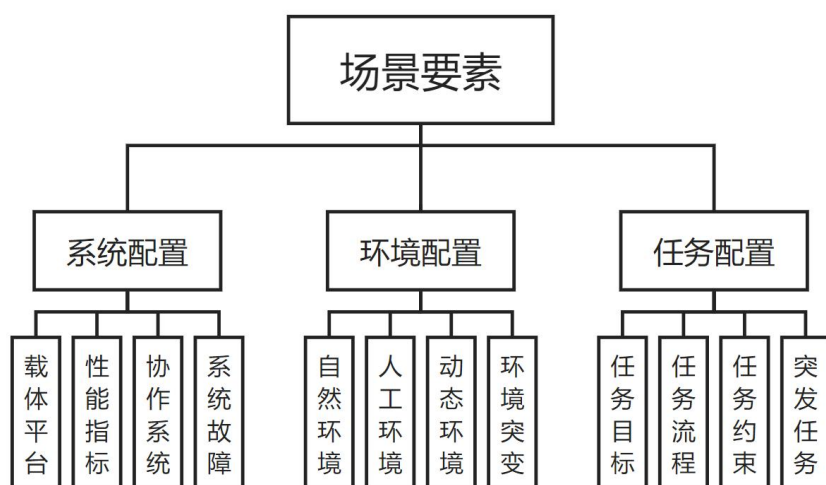 场景要素
系统配置
环境配置
任务配置
载体平台
性能指标
协作系统
系统故障
自然环境
人工环境
动态环境
环境突变
任务目标
任务流程
任务约束
突发任务